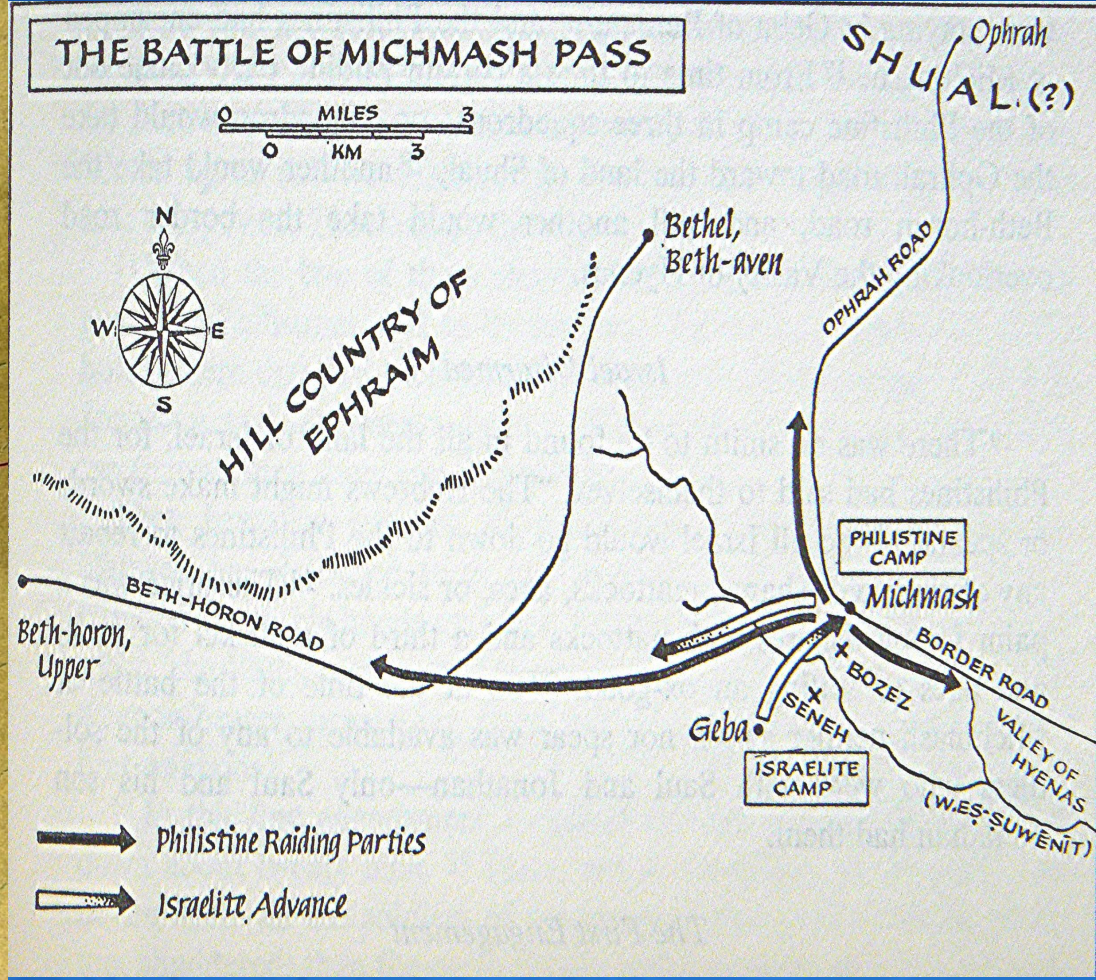 THE BATTLE OF MICHMASH PASS
0 MILES 3
0 KM 3
N
W E
S
SHUAL (?)
Ophrah
OPHRAH ROAD
Bethel,
Beth-aven
HILL COUNTRY OF
EPHRAIM
PHILISTINE
CAMP
Michmash
BORDER ROAD
BETH-HORON ROAD
Beth-horon,
Upper
BOZEZ
SENEH
Geba
ISRAELITE
CAMP
VALLEY OF
HYENAS
(W. ES-SUWENIT)
Philistine Raiding Parties
Israelite Advance